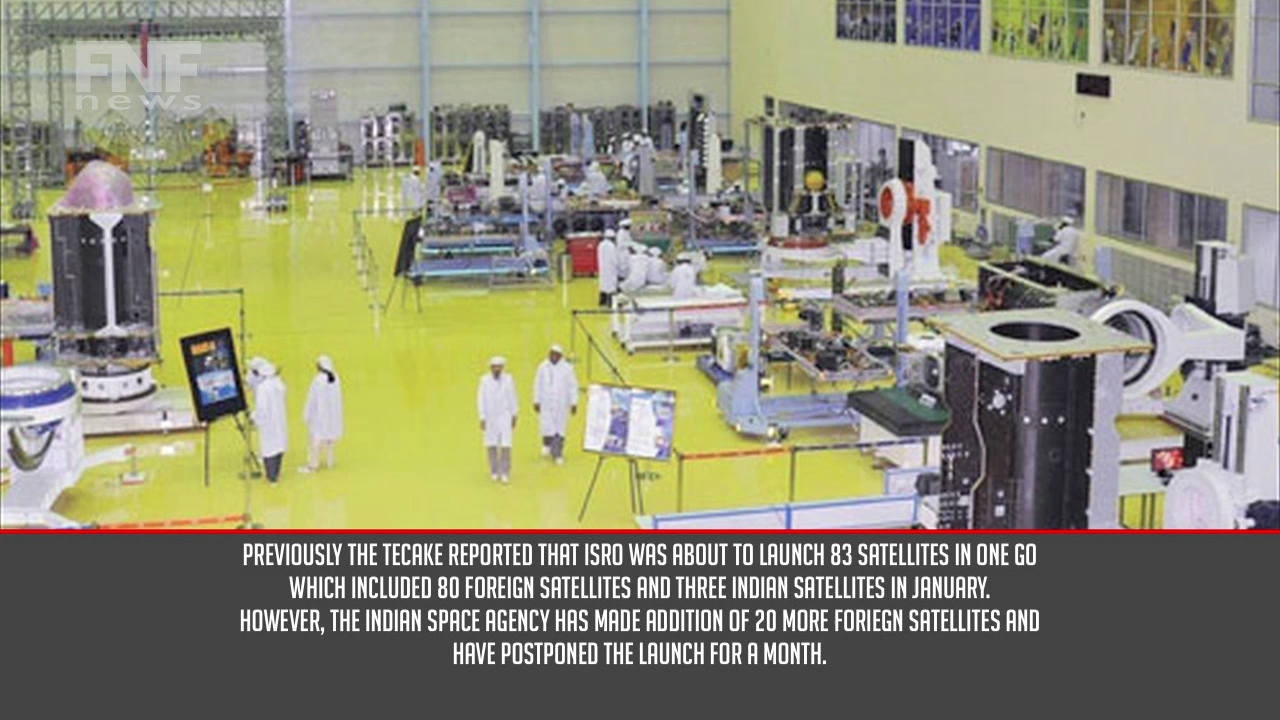 FNF
news
PREVIOUSLY THE TECAKE REPORTED THAT ISRO WAS ABOUT TO LAUNCH 83 SATELLITES IN ONE GO
WHICH INCLUDED 80 FOREIGN SATELLITES AND THREE INDIAN SATELLITES IN JANUARY.
HOWEVER, THE INDIAN SPACE AGENCY HAS MADE ADDITION OF 20 MORE FORIEGN SATELLITES AND
HAVE POSTPONED THE LAUNCH FOR A MONTH.